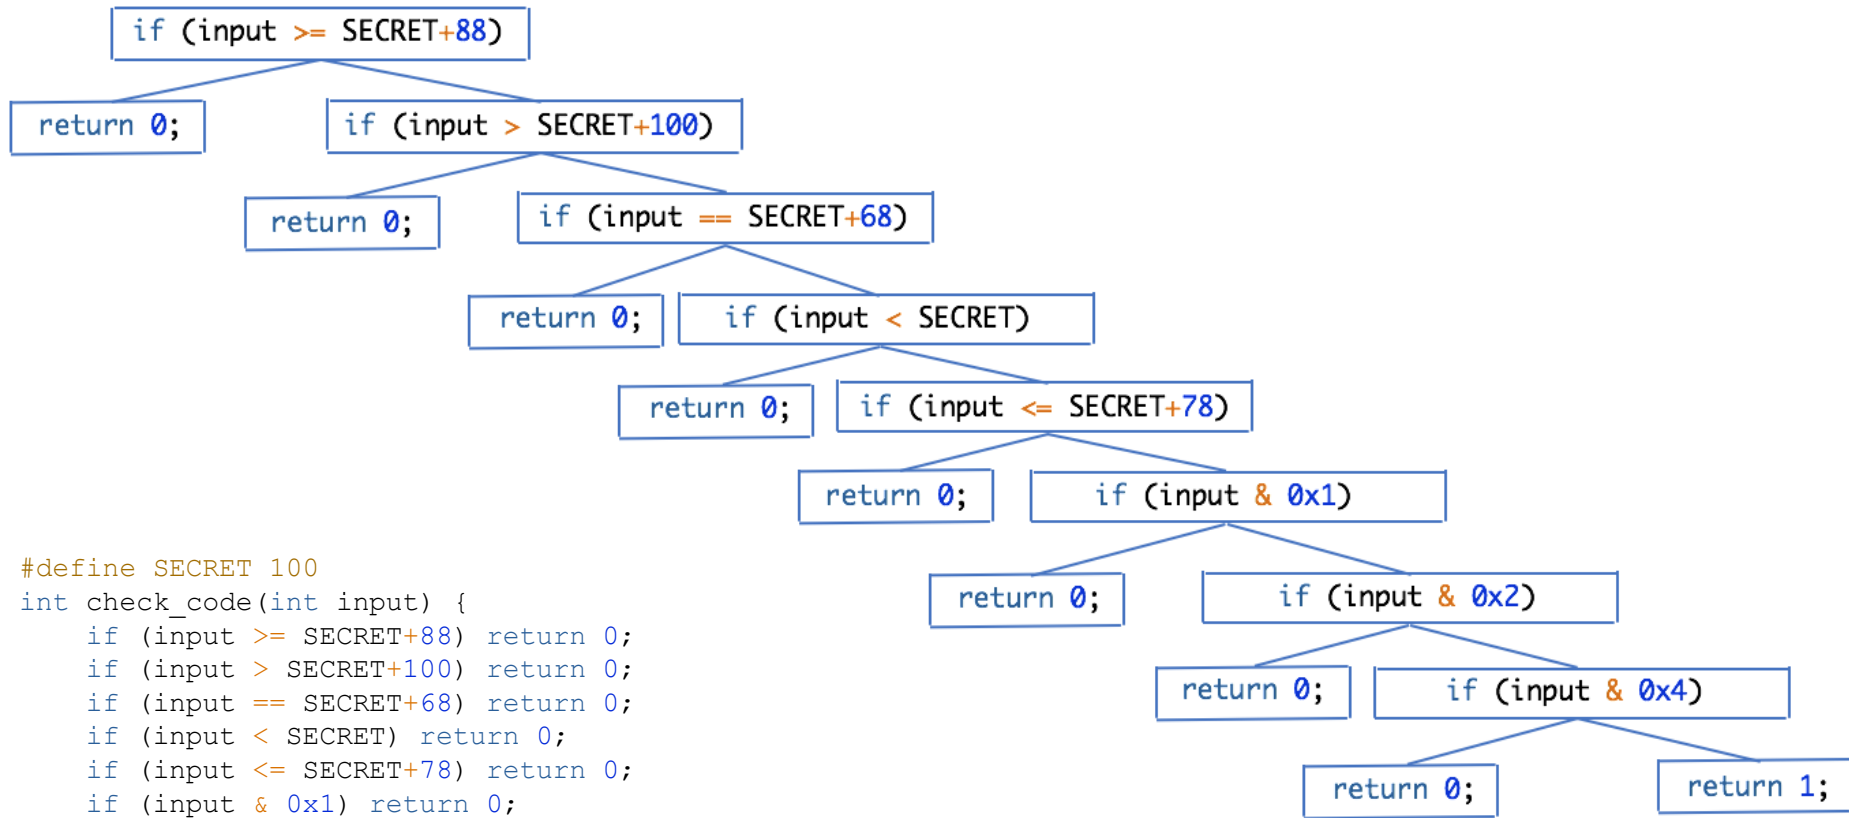 if (input >= SECRET+88)
return 0;
if (input > SECRET+100)
return 0;
if (input == SECRET+68)
return 0;
if (input < SECRET)
return 0;
if (input <= SECRET+78)
return 0;
if (input & 0x1)
return 0;
if (input & 0x2)
return 0;
if (input & 0x4)
return 0;
return 1;
#define SECRET 100
int check_code(int input) {
if (input >= SECRET+88) return 0;
if (input > SECRET+100) return 0;
if (input == SECRET+68) return 0;
if (input < SECRET) return 0;
if (input <= SECRET+78) return 0;
if (input & 0x1) return 0;